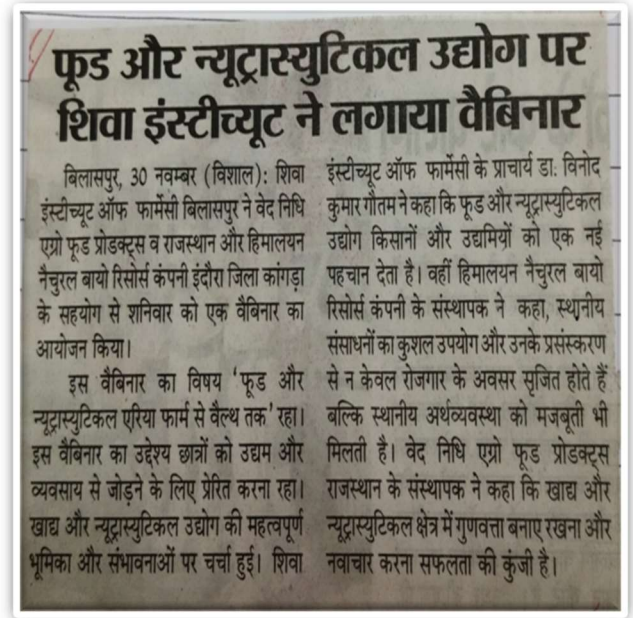 फूड और न्यूट्रास्युटिकल उद्योग पर
शिवा इंस्टीच्यूट ने लगाया वैबिनार
बिलासपुर, 30 नवम्बर (विशाल): शिवा
इंस्टीच्यूट ऑफ फार्मेसी बिलासपुर ने वेद निधि
एग्रो फूड प्रोडक्ट्स व राजस्थान और हिमालयन
नैचुरल बायो रिसोर्स कंपनी इंदौरा जिला कांगड़ा
के सहयोग से शनिवार को एक वैबिनार का
आयोजन किया।
इस वैबिनार का विषय 'फूड और
न्यूट्रास्युटिकल एरिया फार्म से वैल्थ तक' रहा।
इस वैबिनार का उद्देश्य छात्रों को उद्यम और
व्यवसाय से जोड़ने के लिए प्रेरित करना रहा।
खाद्य और न्यूट्रास्युटिकल उद्योग की महत्वपूर्ण
भूमिका और संभावनाओं पर चर्चा हुई। शिवा
इंस्टीच्यूट ऑफ फार्मेसी के प्राचार्य डा. विनोद
कुमार गौतम ने कहा कि फूड और न्यूट्रास्युटिकल
उद्योग किसानों और उद्यमियों को एक नई
पहचान देता है। वहीं हिमालयन नैचुरल बायो
रिसोर्स कंपनी के संस्थापक ने कहा, स्थानीय
संसाधनों का कुशल उपयोग और उनके प्रसंस्करण
से न केवल रोजगार के अवसर सृजित होते हैं
बल्कि स्थानीय अर्थव्यवस्था को मजबूती भी
मिलती है। वेद निधि एग्रो फूड प्रोडक्ट्स
राजस्थान के संस्थापक ने कहा कि खाद्य और
न्यूट्रास्युटिकल क्षेत्र में गुणवत्ता बनाए रखना और
नवाचार करना सफलता की कुंजी है।